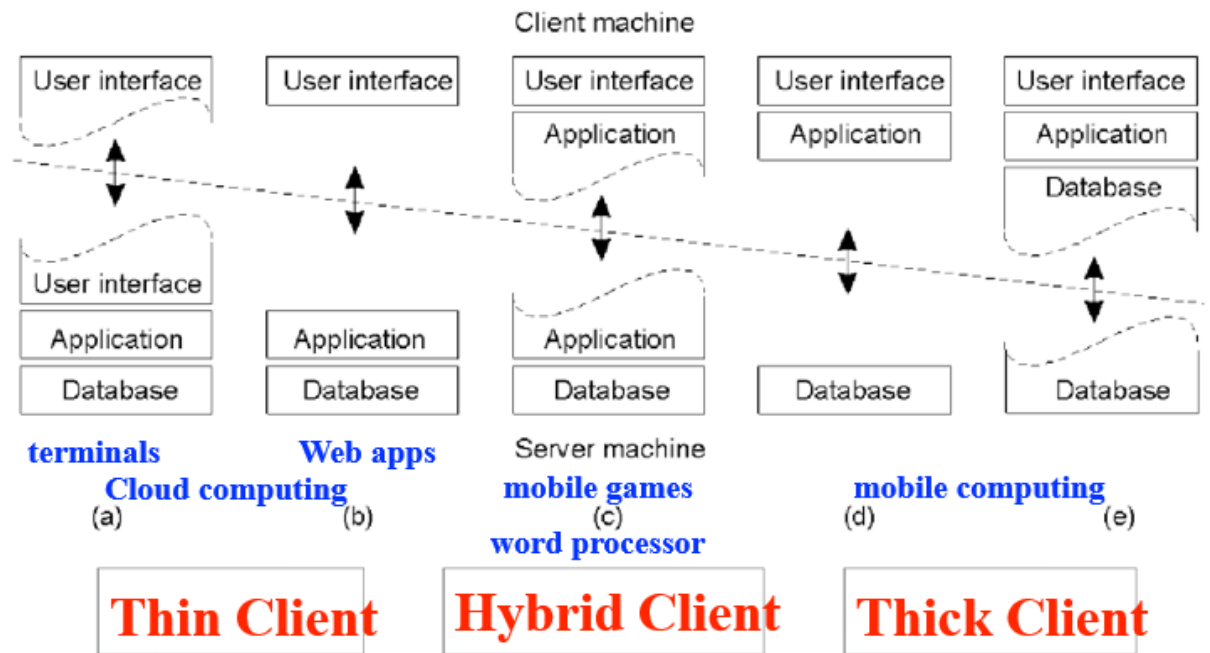 Client machine
User interface User interface User interface User interface User interface
Application Application Application
Database
User interface
Application Application Application
Database Database Database Database Database
terminals Web apps Server machine
Cloud computing mobile games mobile computing
(a) (b) (c) (d) (e)
word processor
Thin Client Hybrid Client Thick Client